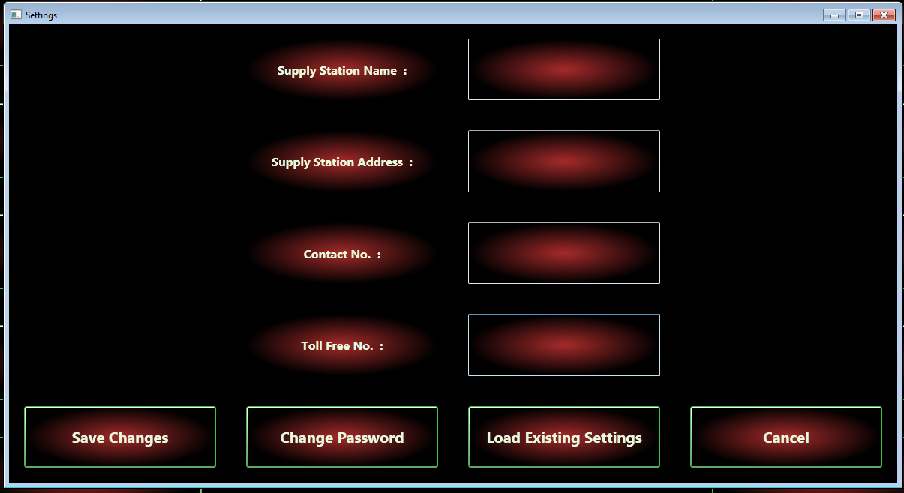 Settings
Supply Station Name :
Supply Station Address :
Contact No. :
Toll Free No. :
Save Changes
Change Password
Load Existing Settings
Cancel